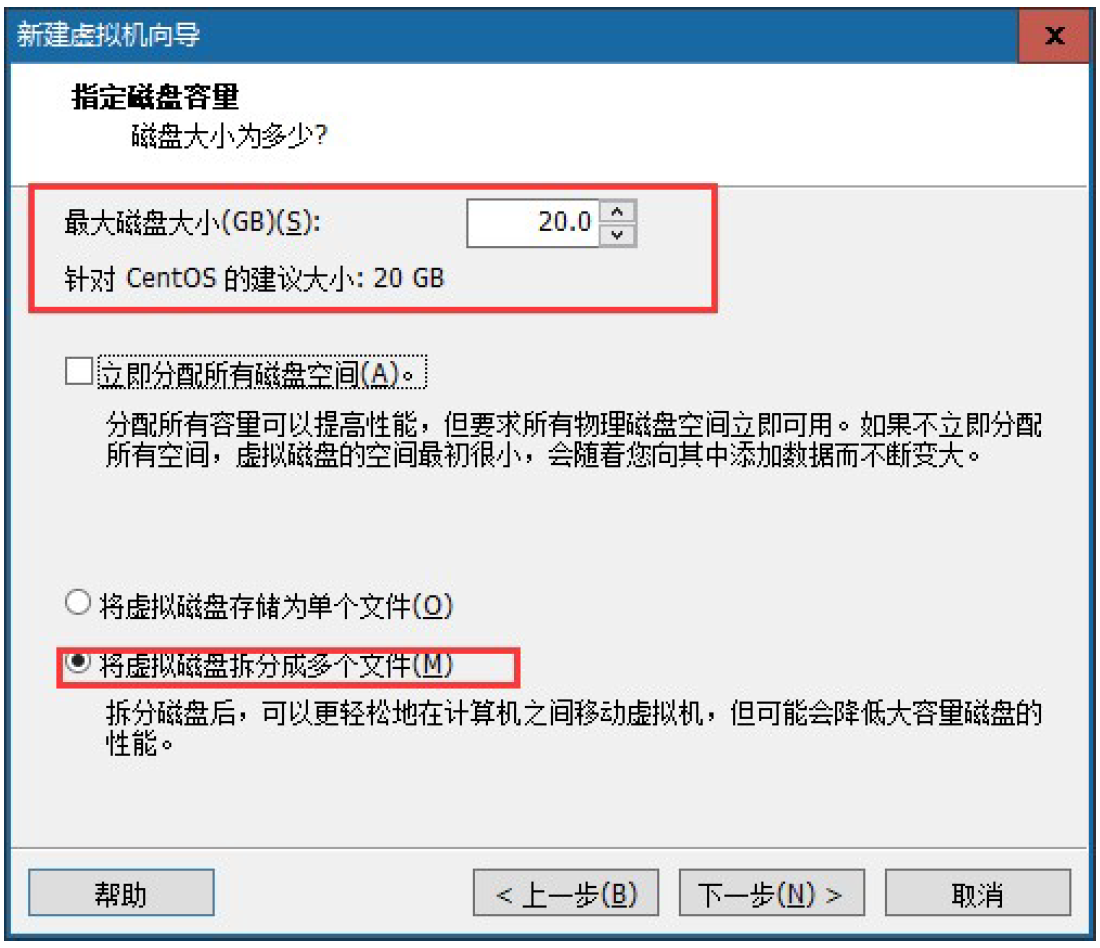 新建虚拟机向导
指定磁盘容量
磁盘大小为多少?
最大磁盘大小(GB)(S): 20.0
针对 CentOS 的建议大小: 20 GB
立即分配所有磁盘空间(A)。
分配所有容量可以提高性能，但要求所有物理磁盘空间立即可用。如果不立即分配
所有空间，虚拟磁盘的空间最初很小，会随着您向其中添加数据而不断变大。
将虚拟磁盘存储为单个文件(O)
将虚拟磁盘拆分成多个文件(M)
拆分磁盘后，可以更轻松地在计算机之间移动虚拟机，但可能会降低大容量磁盘的
性能。
帮助 < 上一步(B) 下一步(N) > 取消